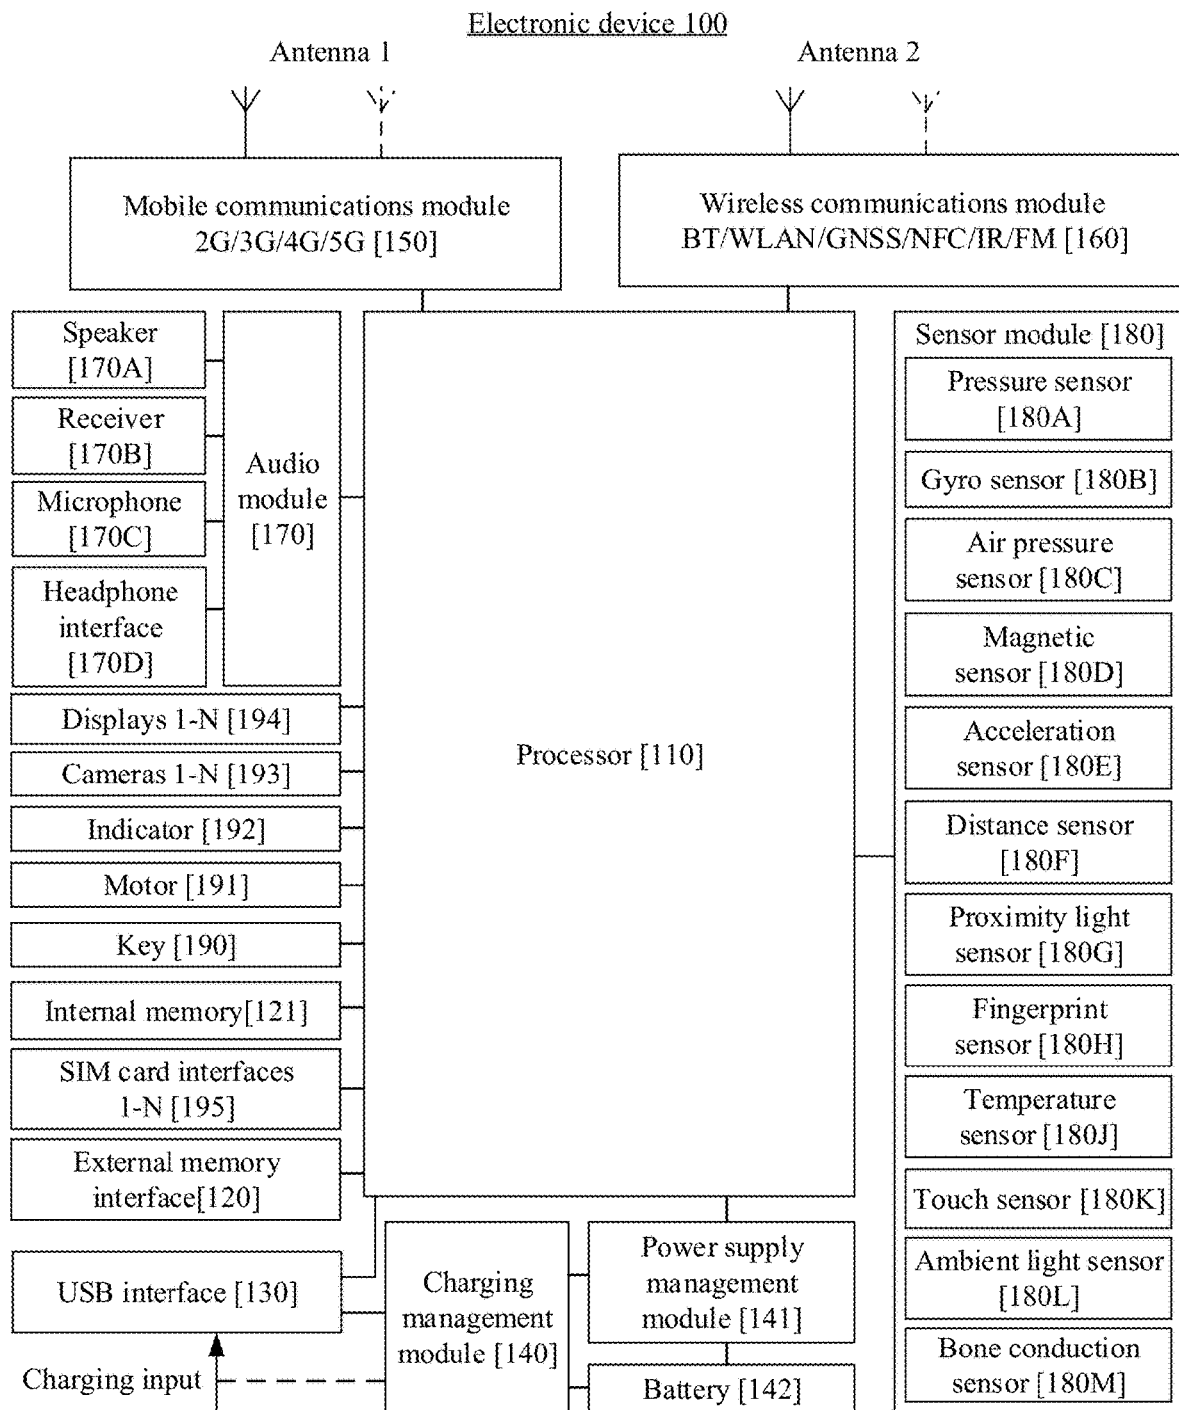 Electronic device 100
Antenna 1
Antenna 2
Mobile communications module
2G/3G/4G/5G [150]
Wireless communications module
BT/WLAN/GNSS/NFC/IR/FM [160]
Speaker
[170A]
Receiver
[170B]
Microphone
[170C]
Headphone
interface
[170D]
Audio
module
[170]
Displays 1-N [194]
Cameras 1-N [193]
Indicator [192]
Motor [191]
Key [190]
Internal memory[121]
SIM card interfaces
1-N [195]
External memory
interface[120]
USB interface [130]
Charging input
Processor [110]
Charging
management
module [140]
Power supply
management
module [141]
Battery [142]
Sensor module [180]
Pressure sensor
[180A]
Gyro sensor [180B]
Air pressure
sensor [180C]
Magnetic
sensor [180D]
Acceleration
sensor [180E]
Distance sensor
[180F]
Proximity light
sensor [180G]
Fingerprint
sensor [180H]
Temperature
sensor [180J]
Touch sensor [180K]
Ambient light sensor
[180L]
Bone conduction
sensor [180M]